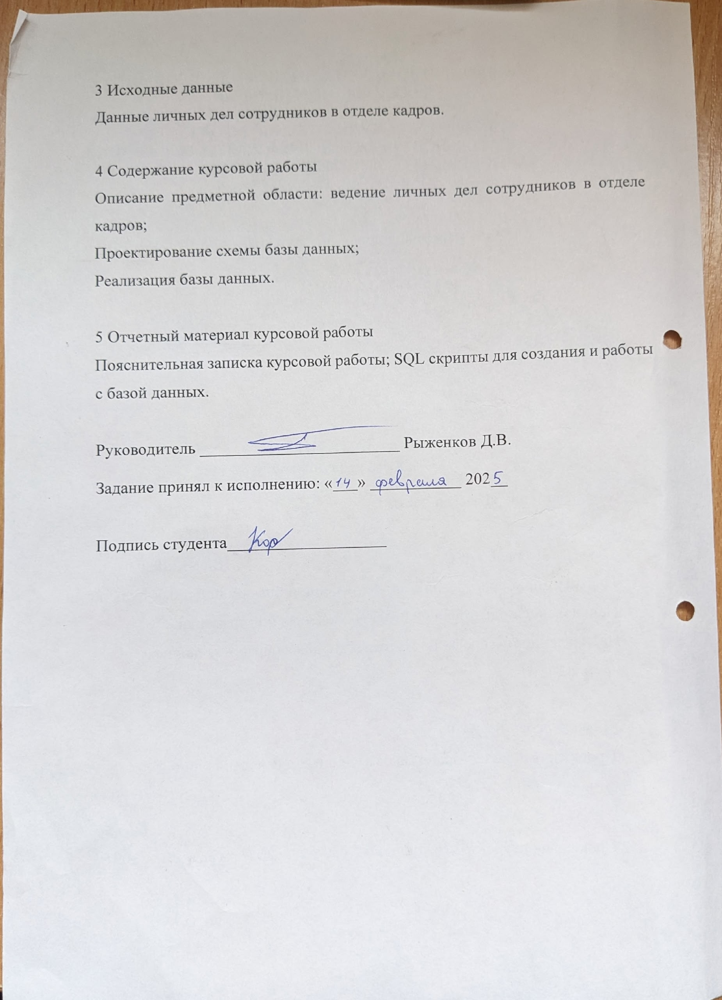 3 Исходные данные
Данные личных дел сотрудников в отделе кадров.
4 Содержание курсовой работы
Описание предметной области: ведение личных дел сотрудников в отделе
кадров;
Проектирование схемы базы данных;
Реализация базы данных.
5 Отчетный материал курсовой работы
Пояснительная записка курсовой работы; SQL скрипты для создания и работы
с базой данных.
Руководитель Рыженков Д.В.
Задание принял к исполнению: «14» февраля 2025
Подпись студента Кор